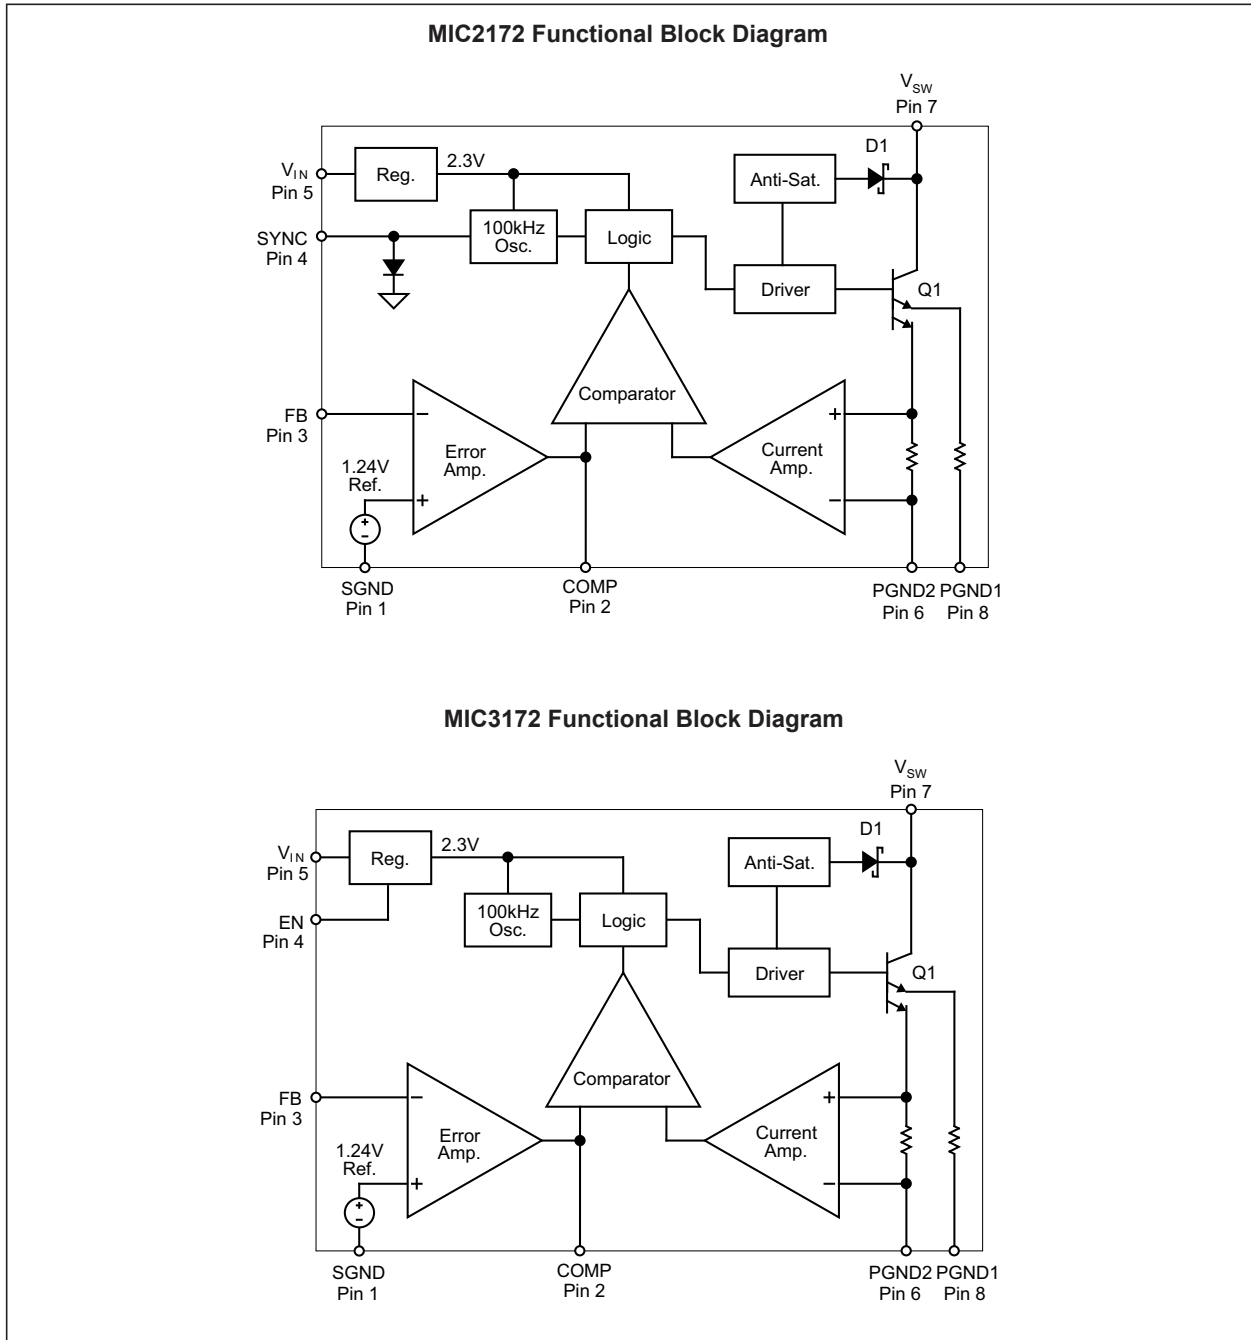 MIC2172 Functional Block Diagram
VSW
Pin 7
D1
VIN
Pin 5
Reg.
2.3V
Anti-Sat.
SYNC
Pin 4
100kHz
Osc.
Logic
Driver
Q1
FB
Pin 3
−
Error
Amp.
Comparator
+
Current
Amp.
−
1.24V
Ref.
+
+
−
SGND
Pin 1
COMP
Pin 2
PGND2
Pin 6
PGND1
Pin 8
MIC3172 Functional Block Diagram
VSW
Pin 7
D1
VIN
Pin 5
Reg.
2.3V
Anti-Sat.
EN
Pin 4
100kHz
Osc.
Logic
Driver
Q1
FB
Pin 3
−
Error
Amp.
Comparator
+
Current
Amp.
−
1.24V
Ref.
+
+
−
SGND
Pin 1
COMP
Pin 2
PGND2
Pin 6
PGND1
Pin 8